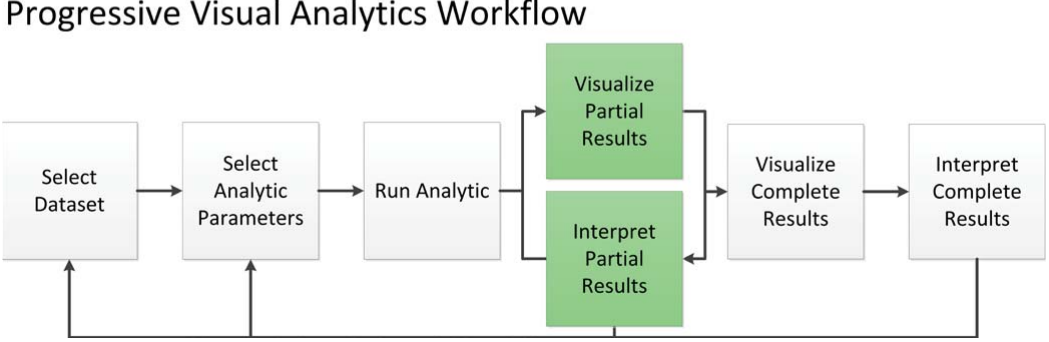 Progressive Visual Analytics Workflow
Select
Dataset
Select
Analytic
Parameters
Run Analytic
Visualize
Partial
Results
Interpret
Partial
Results
Visualize
Complete
Results
Interpret
Complete
Results